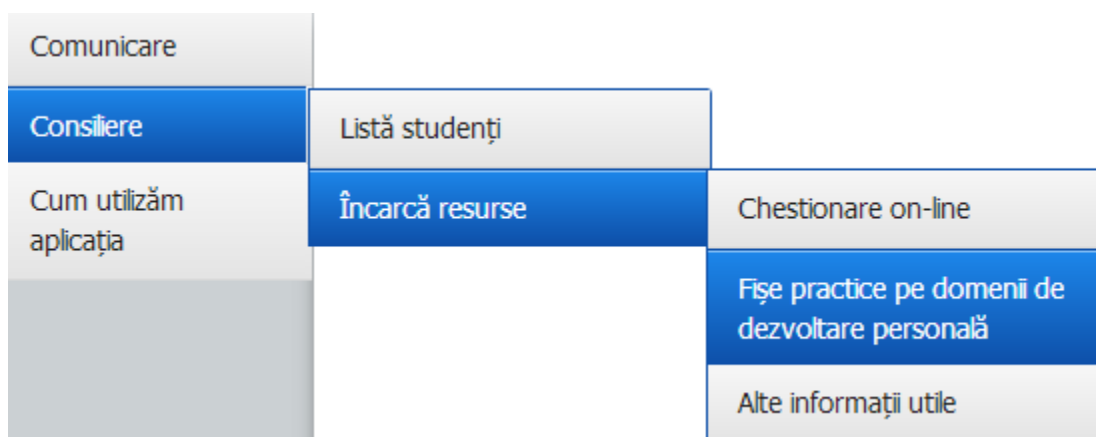 Comunicare
Consiliere
Listă studenți
Cum utilizăm
aplicația
Încarcă resurse
Chestionare on-line
Fișe practice pe domenii de
dezvoltare personală
Alte informații utile